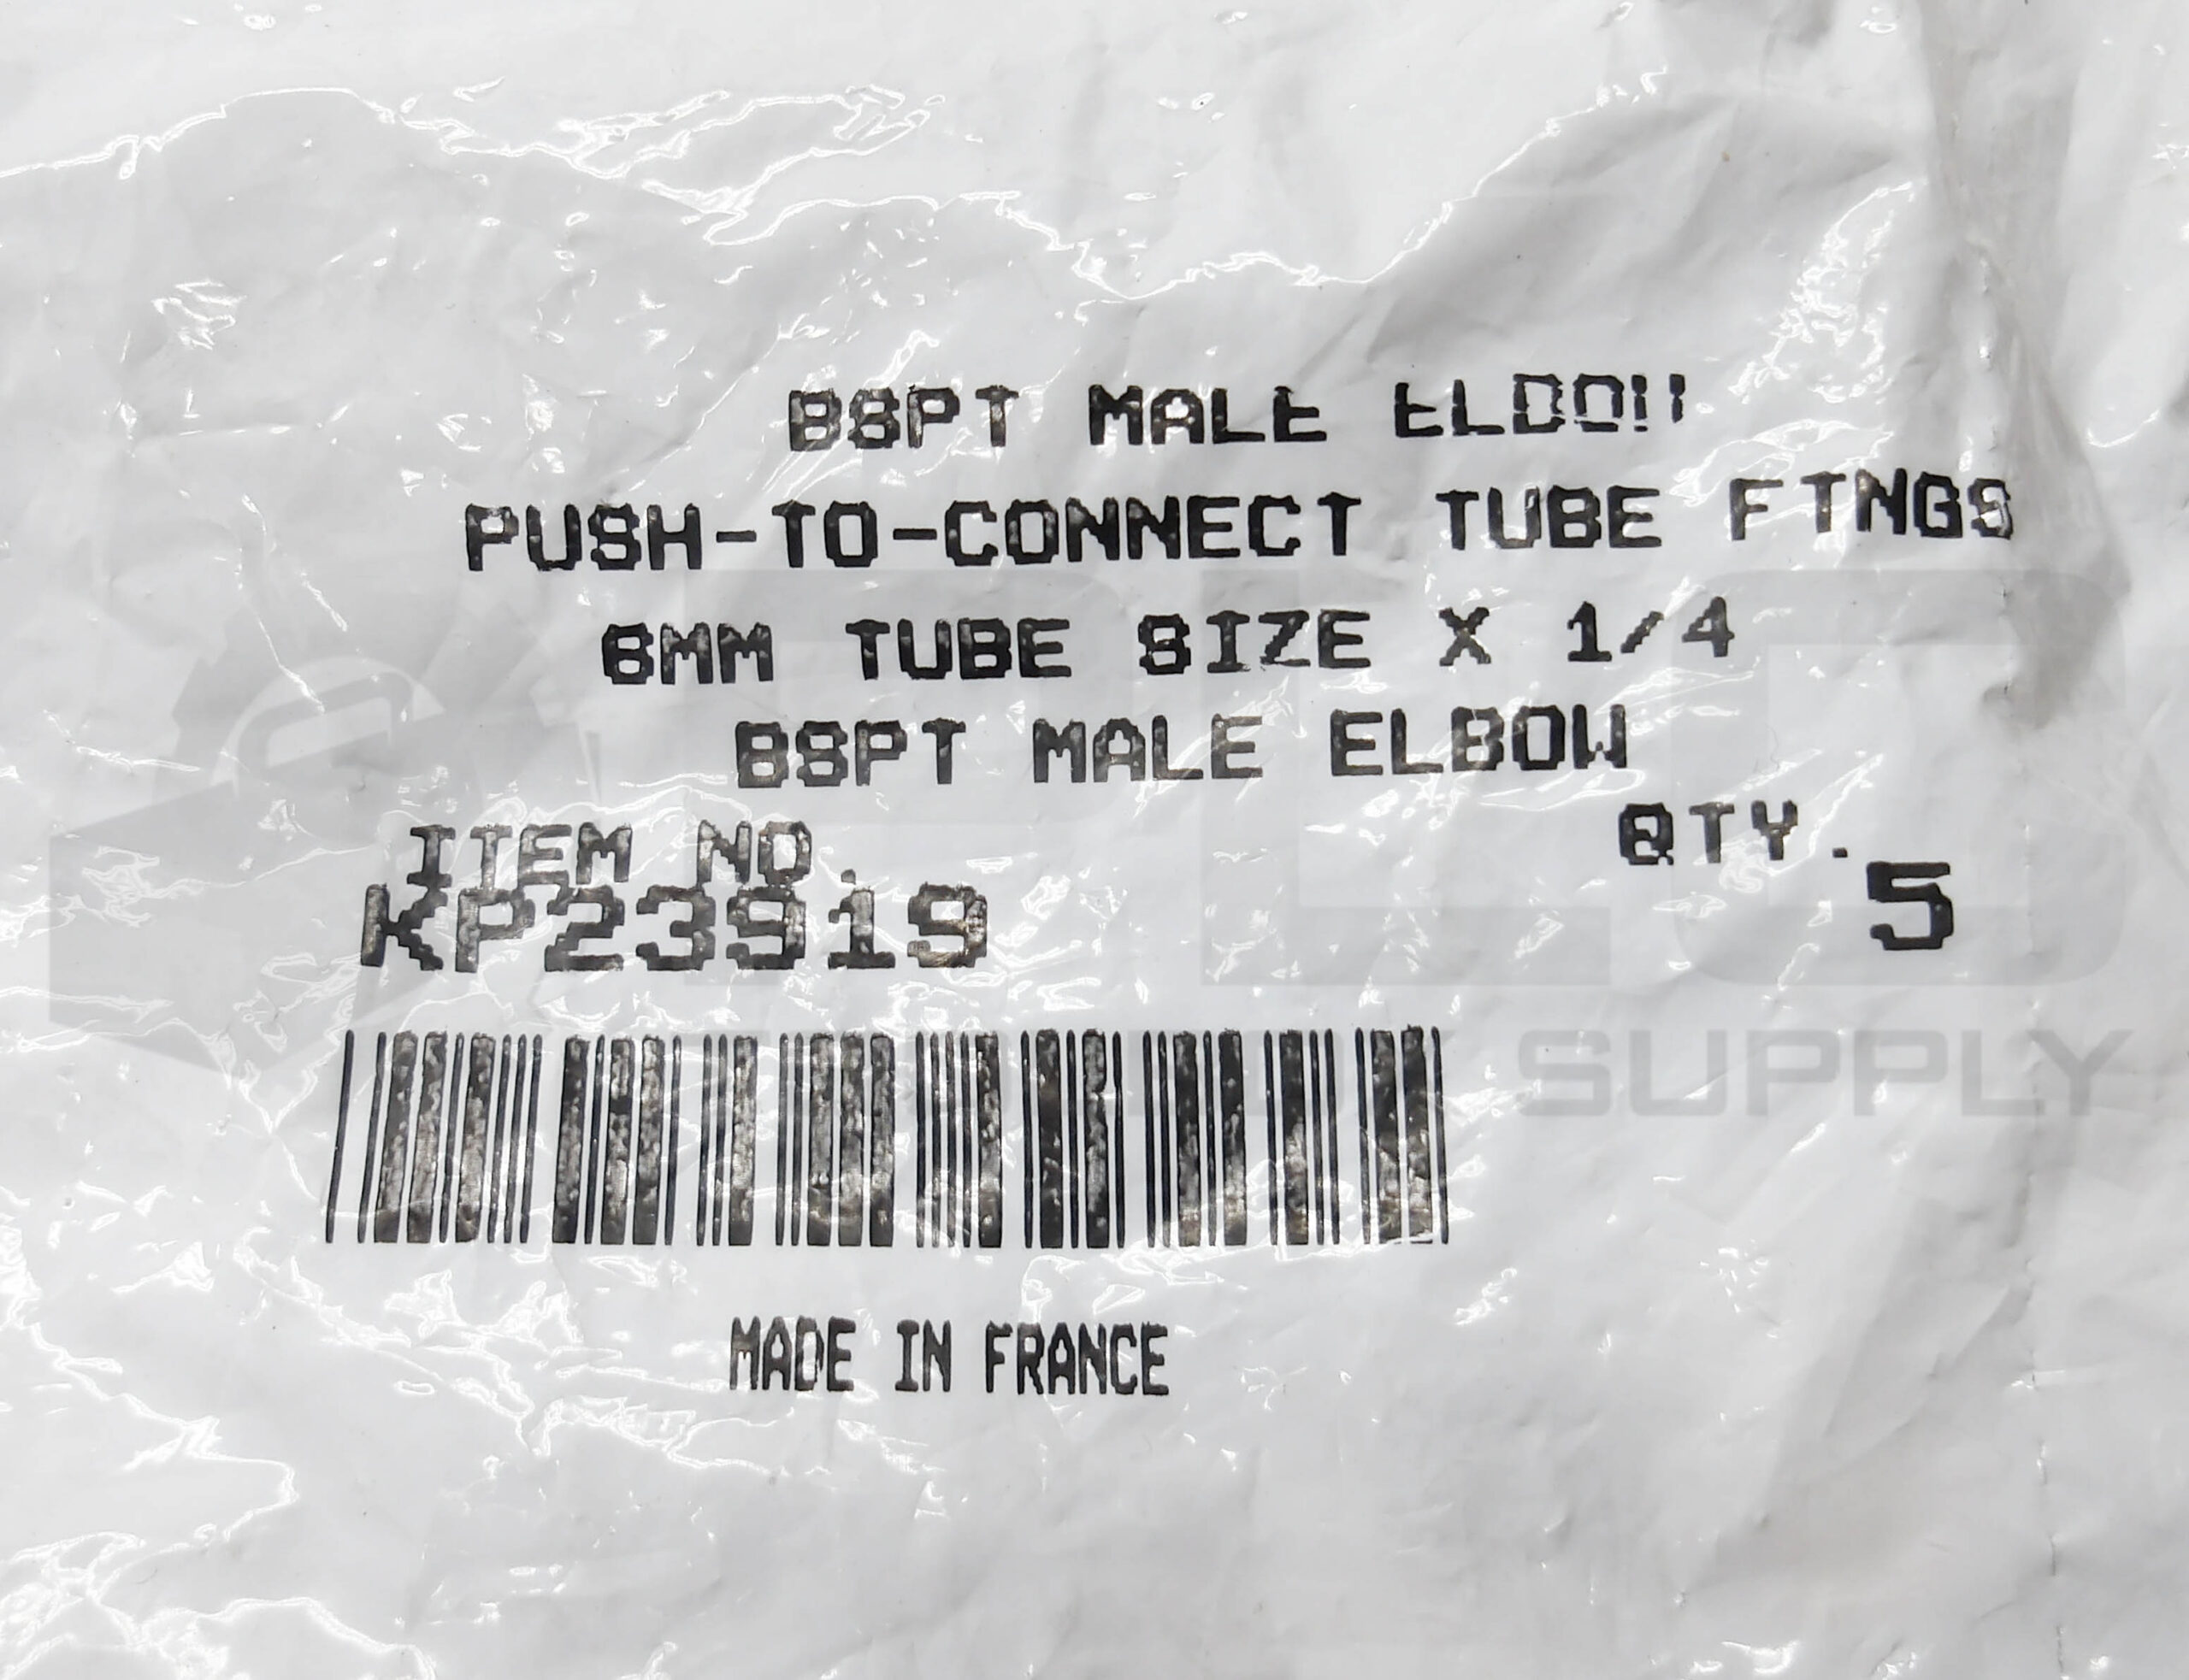 BSPT MALE ELBOW
PUSH-TO-CONNECT TUBE FTNGS
6MM TUBE SIZE X 1/4
BSPT MALE ELBOW
ITEM NO. QTY.
KP23919 5
MADE IN FRANCE
SUPPLY